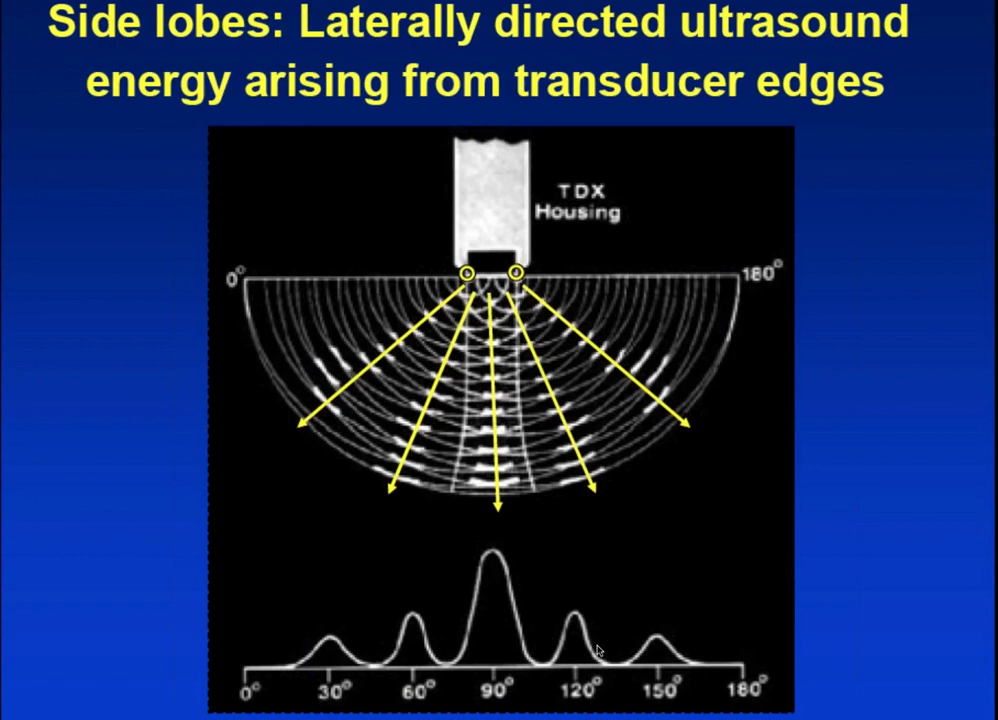 Side lobes: Laterally directed ultrasound
energy arising from transducer edges
TDX
Housing
0° 180°
0° 30° 60° 90° 120° 150° 180°